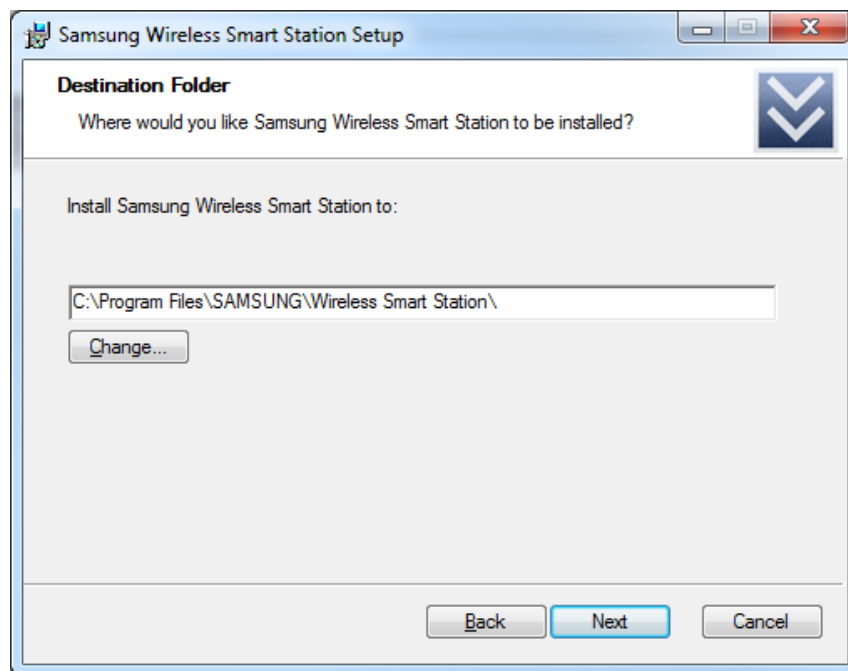 Samsung Wireless Smart Station Setup
Destination Folder
Where would you like Samsung Wireless Smart Station to be installed?
Install Samsung Wireless Smart Station to:
C:\Program Files\SAMSUNG\Wireless Smart Station\
Change...
Back Next Cancel